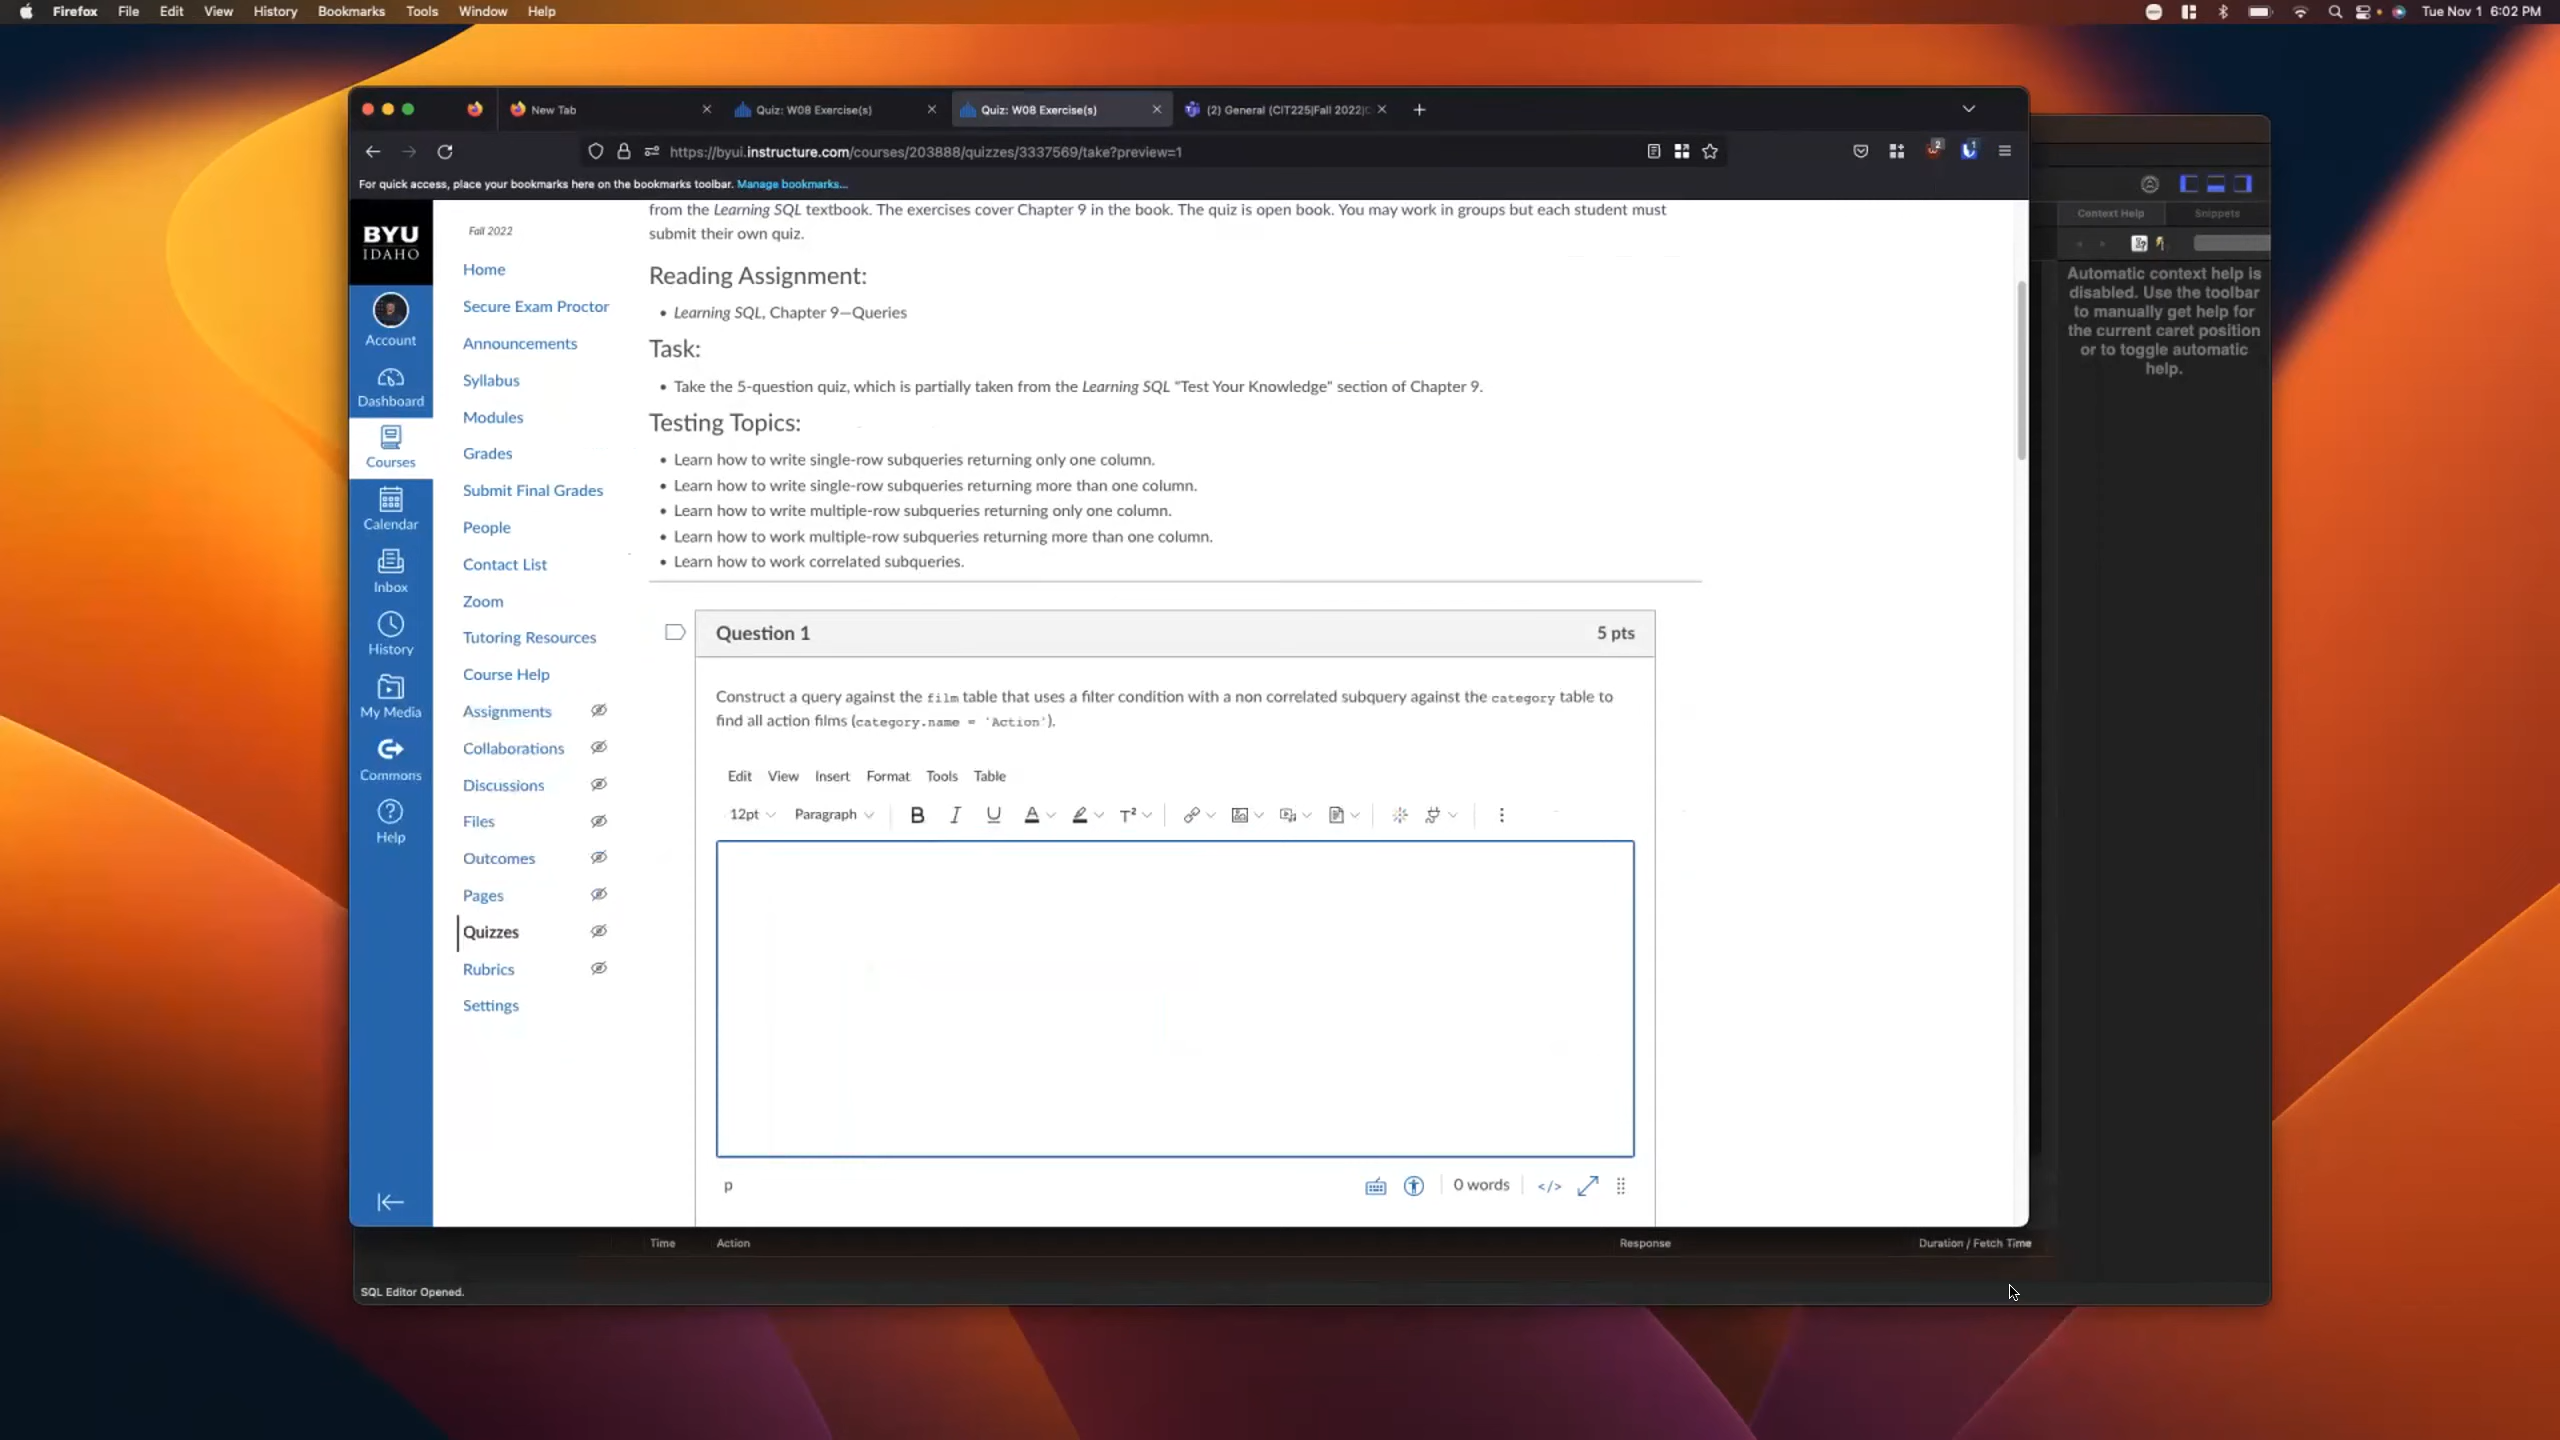 Firefox File Edit View History Bookmarks Tools Window Help
Tue Nov 1 6:02 PM
New Tab
Quiz: W08 Exercise(s)
Quiz: W08 Exercise(s)
(2) General (CIT225|Fall 2022|
https://byui.instructure.com/courses/203888/quizzes/3337569/take?preview=1
2
1
For quick access, place your bookmarks here on the bookmarks toolbar. Manage bookmarks...
BYU
IDAHO
Account
Dashboard
Courses
Calendar
Inbox
History
My Media
Commons
Help
Fall 2022
Home
Secure Exam Proctor
Announcements
Syllabus
Modules
Grades
Submit Final Grades
People
Contact List
Zoom
Tutoring Resources
Course Help
Assignments
Collaborations
Discussions
Files
Outcomes
Pages
Quizzes
Rubrics
Settings
from the Learning SQL textbook. The exercises cover Chapter 9 in the book. The quiz is open book. You may work in groups but each student must
submit their own quiz.
Reading Assignment:
• Learning SQL, Chapter 9—Queries
Task:
• Take the 5-question quiz, which is partially taken from the Learning SQL "Test Your Knowledge" section of Chapter 9.
Testing Topics:
• Learn how to write single-row subqueries returning only one column.
• Learn how to write single-row subqueries returning more than one column.
• Learn how to write multiple-row subqueries returning only one column.
• Learn how to work multiple-row subqueries returning more than one column.
• Learn how to work correlated subqueries.
Question 1 5 pts
Construct a query against the film table that uses a filter condition with a non correlated subquery against the category table to
find all action films (category.name = 'Action').
Edit View Insert Format Tools Table
12pt Paragraph B I U A T²
p
0 words </>
Context Help Snippets
Automatic context help is
disabled. Use the toolbar
to manually get help for
the current caret position
or to toggle automatic
help.
Time Action Response Duration / Fetch Time
SQL Editor Opened.